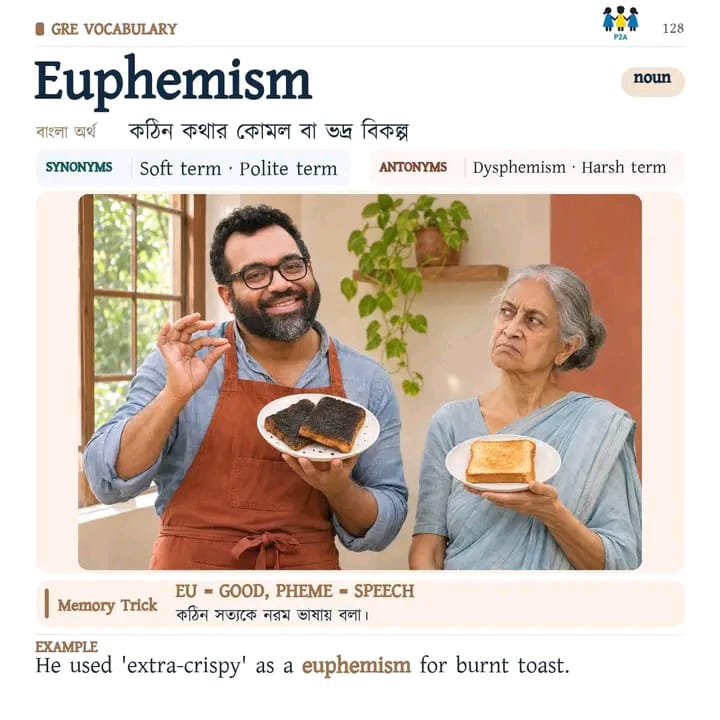 GRE VOCABULARY
P2A
128
Euphemism
noun
বাংলা অর্থ কঠিন কথার কোমল বা ভদ্র বিকল্প
SYNONYMS Soft term · Polite term
ANTONYMS Dysphemism · Harsh term
Memory Trick
EU = GOOD, PHEME = SPEECH
কঠিন সত্যকে নরম ভাষায় বলা।
EXAMPLE
He used 'extra-crispy' as a euphemism for burnt toast.